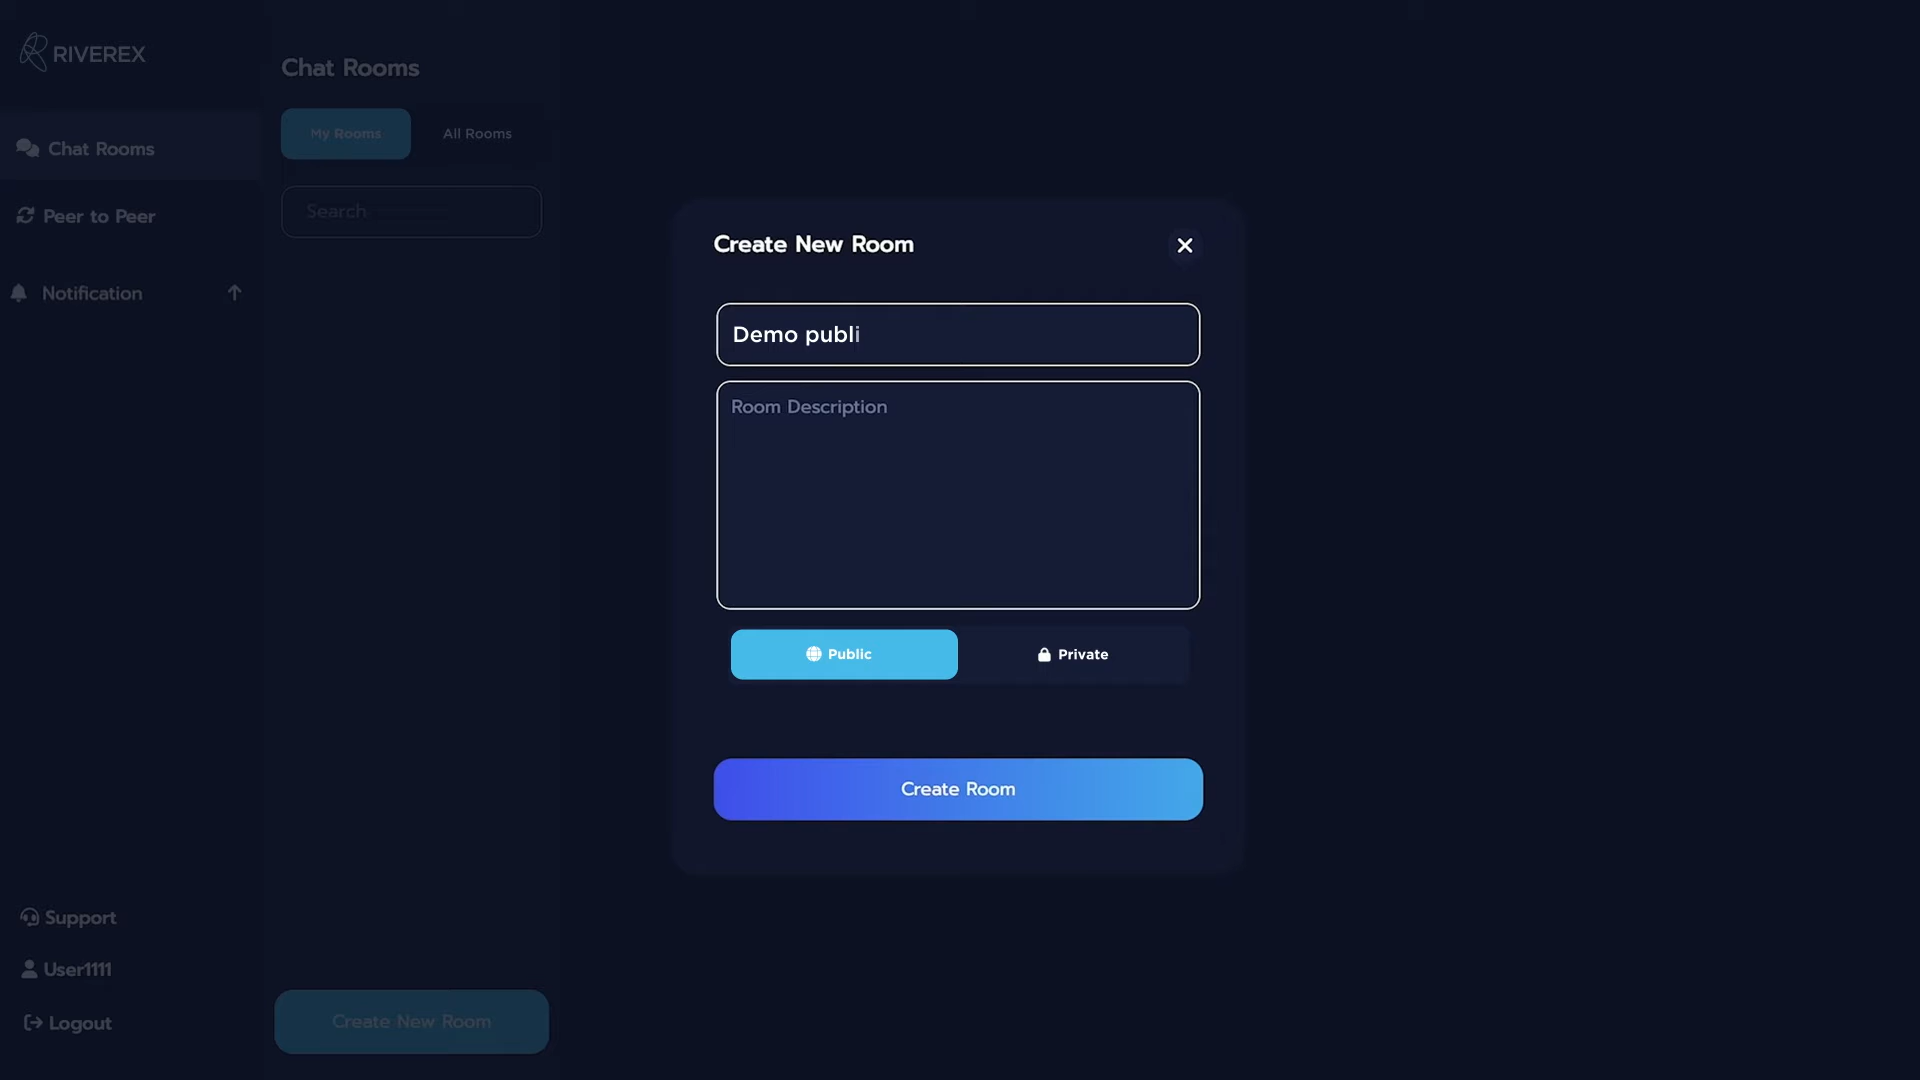 RIVEREX
Chat Rooms
Peer to Peer
Notification
Support
User1111
Logout
Chat Rooms
My Rooms
All Rooms
Search
Create New Room
Create New Room
Demo publi
Room Description
Public
Private
Create Room